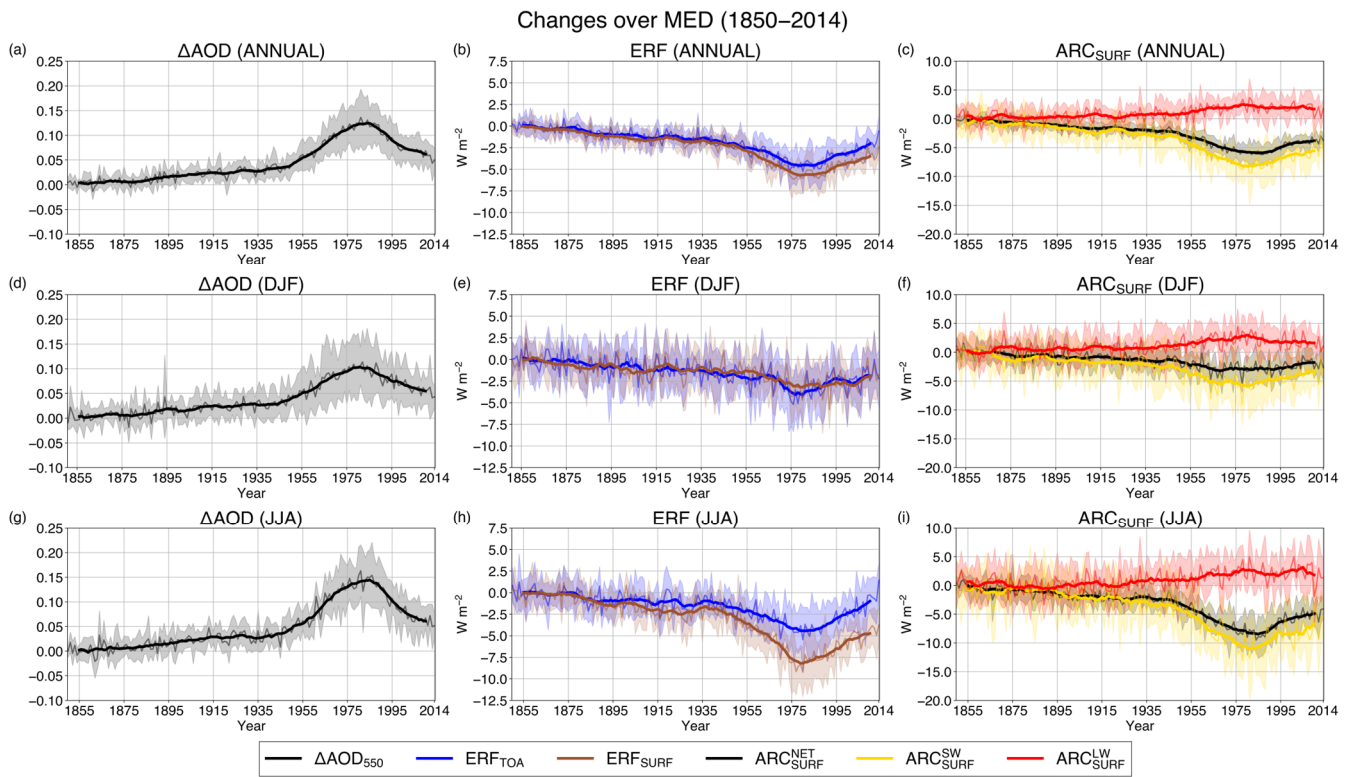 Changes over MED (1850−2014)
(a) ΔAOD (ANNUAL)
0.25
0.20
0.15
0.10
0.05
0.00
−0.05
−0.10
1855 1875 1895 1915 1935 1955 1975 1995 2014
Year
(b) ERF (ANNUAL)
7.5
5.0
2.5
0.0
−2.5
−5.0
−7.5
−10.0
−12.5
W m−2
1855 1875 1895 1915 1935 1955 1975 1995 2014
Year
(c) ARCSURF (ANNUAL)
10.0
5.0
0.0
−5.0
−10.0
−15.0
−20.0
W m−2
1855 1875 1895 1915 1935 1955 1975 1995 2014
Year
(d) ΔAOD (DJF)
0.25
0.20
0.15
0.10
0.05
0.00
−0.05
−0.10
1855 1875 1895 1915 1935 1955 1975 1995 2014
Year
(e) ERF (DJF)
7.5
5.0
2.5
0.0
−2.5
−5.0
−7.5
−10.0
−12.5
W m−2
1855 1875 1895 1915 1935 1955 1975 1995 2014
Year
(f) ARCSURF (DJF)
10.0
5.0
0.0
−5.0
−10.0
−15.0
−20.0
W m−2
1855 1875 1895 1915 1935 1955 1975 1995 2014
Year
(g) ΔAOD (JJA)
0.25
0.20
0.15
0.10
0.05
0.00
−0.05
−0.10
1855 1875 1895 1915 1935 1955 1975 1995 2014
Year
(h) ERF (JJA)
7.5
5.0
2.5
0.0
−2.5
−5.0
−7.5
−10.0
−12.5
W m−2
1855 1875 1895 1915 1935 1955 1975 1995 2014
Year
(i) ARCSURF (JJA)
10.0
5.0
0.0
−5.0
−10.0
−15.0
−20.0
W m−2
1855 1875 1895 1915 1935 1955 1975 1995 2014
Year
ΔAOD550 ERFTOA ERFSURF ARCNETSURF ARCSWSURF ARCLWSURF